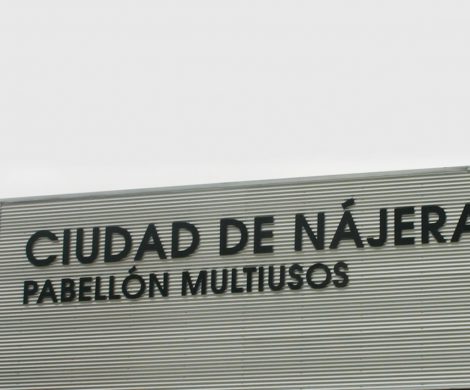 CIUDAD DE NÁJERA
PABELLÓN MULTIUSOS